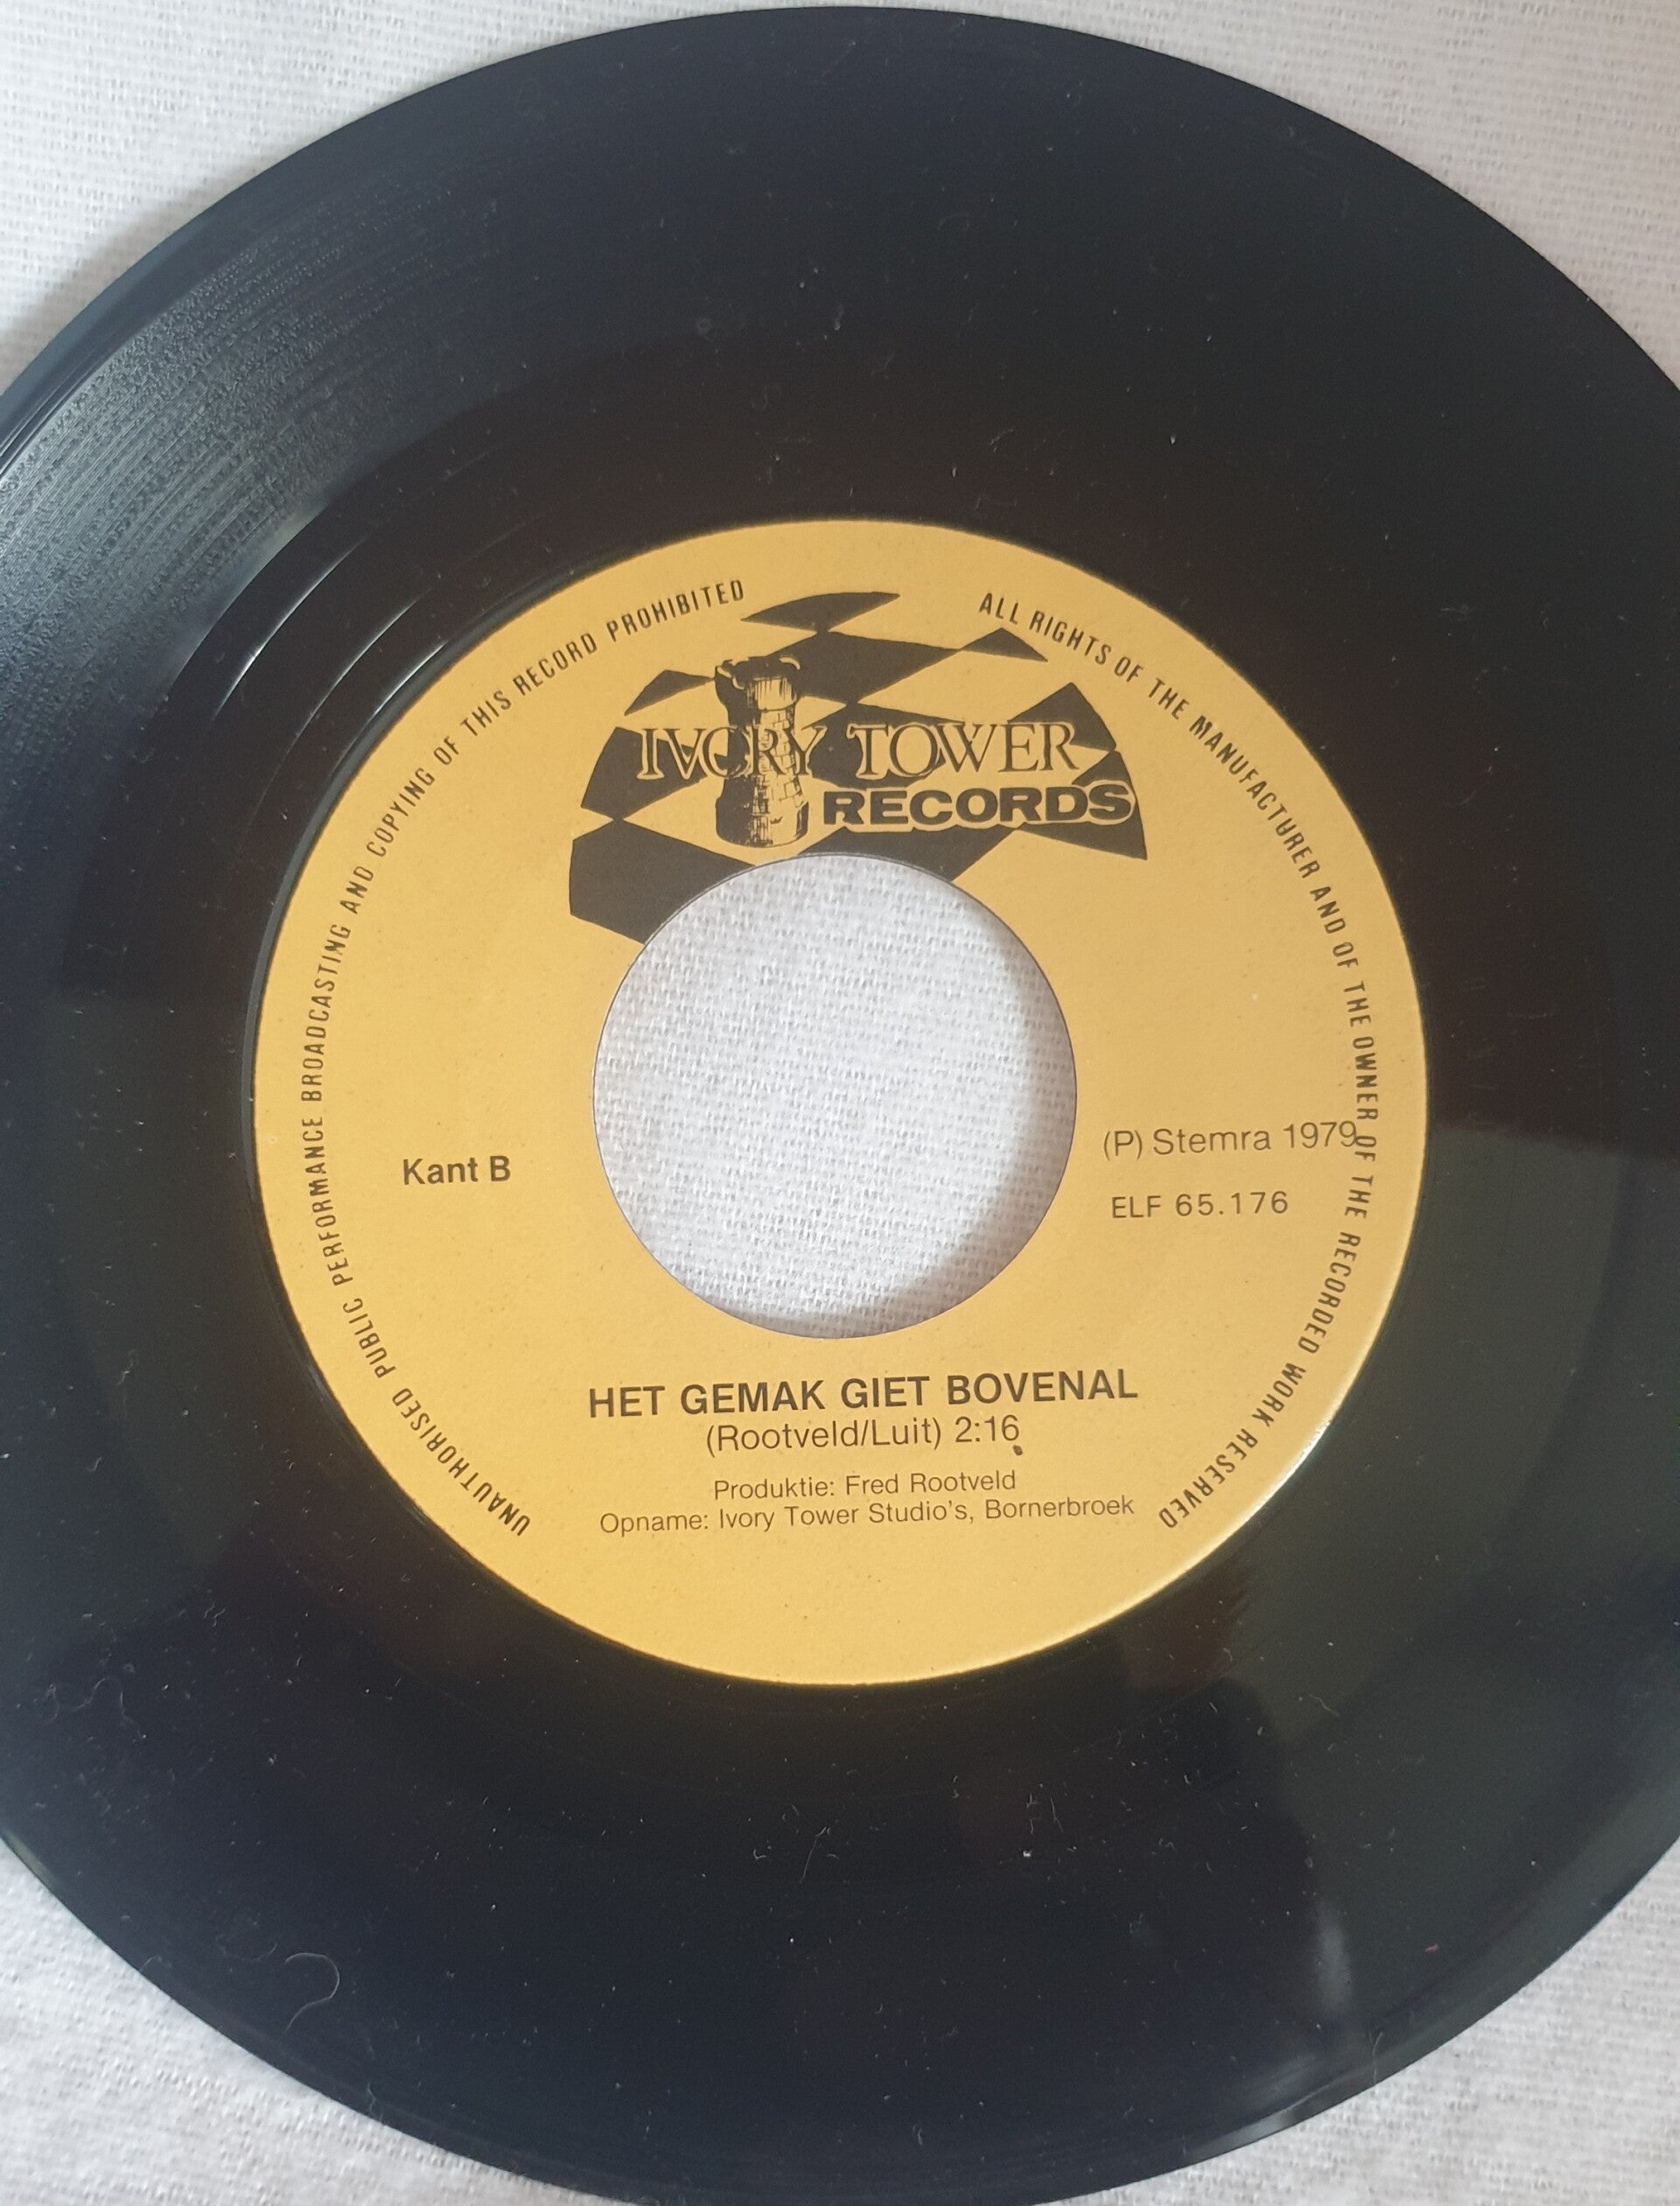 UNAUTHORISED PUBLIC PERFORMANCE BROADCASTING AND COPYING OF THIS RECORD PROHIBITED
ALL RIGHTS OF THE MANUFACTURER AND OF THE OWNER OF THE RECORDED WORK RESERVED
IVORY TOWER
RECORDS
Kant B
(P) Stemra 1979
ELF 65.176
HET GEMAK GIET BOVENAL
(Rootveld/Luit) 2:16
Produktie: Fred Rootveld
Opname: Ivory Tower Studio's, Bornerbroek